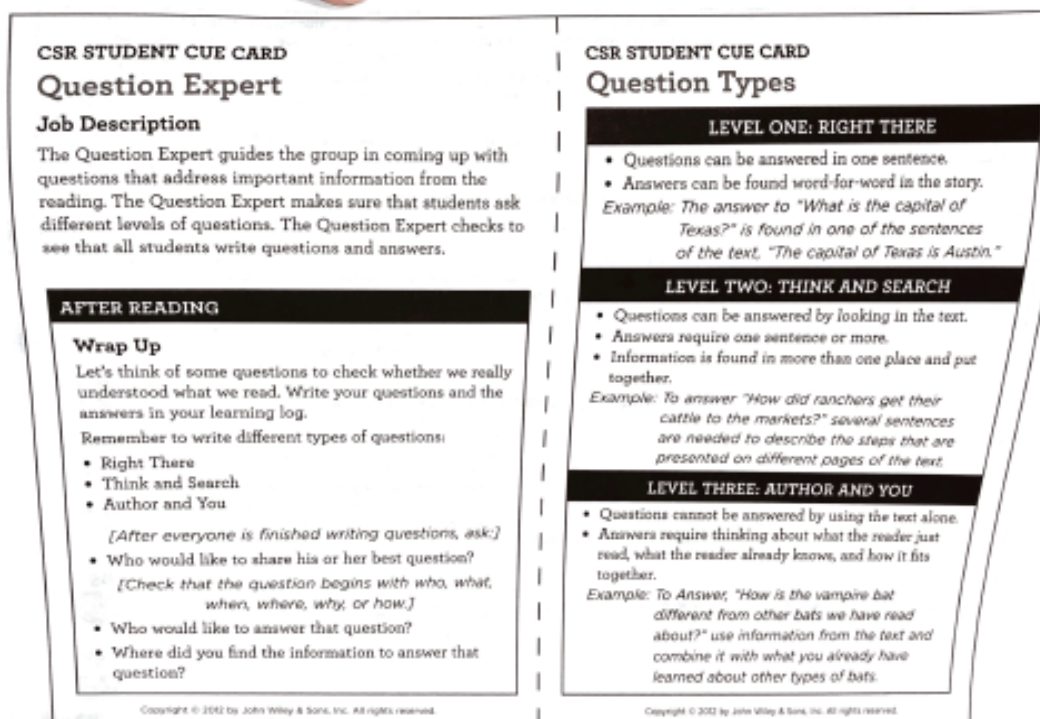 CSR STUDENT CUE CARD
Question Expert
Job Description
The Question Expert guides the group in coming up with
questions that address important information from the
reading. The Question Expert makes sure that students ask
different levels of questions. The Question Expert checks to
see that all students write questions and answers.
AFTER READING
Wrap Up
Let's think of some questions to check whether we really
understood what we read. Write your questions and the
answers in your learning log.
Remember to write different types of questions:
• Right There
• Think and Search
• Author and You
[After everyone is finished writing questions, ask:]
• Who would like to share his or her best question?
[Check that the question begins with who, what,
when, where, why, or how.]
• Who would like to answer that question?
• Where did you find the information to answer that
question?
Copyright © 2012 by John Wiley & Sons, Inc. All rights reserved.
CSR STUDENT CUE CARD
Question Types
LEVEL ONE: RIGHT THERE
• Questions can be answered in one sentence.
• Answers can be found word-for-word in the story.
Example: The answer to "What is the capital of
Texas?" is found in one of the sentences
of the text, "The capital of Texas is Austin."
LEVEL TWO: THINK AND SEARCH
• Questions can be answered by looking in the text.
• Answers require one sentence or more.
• Information is found in more than one place and put
together.
Example: To answer "How did ranchers get their
cattle to the markets?" several sentences
are needed to describe the steps that are
presented on different pages of the text.
LEVEL THREE: AUTHOR AND YOU
• Questions cannot be answered by using the text alone.
• Answers require thinking about what the reader just
read, what the reader already knows, and how it fits
together.
Example: To Answer, "How is the vampire bat
different from other bats we have read
about?" use information from the text and
combine it with what you already have
learned about other types of bats.
Copyright © 2012 by John Wiley & Sons, Inc. All rights reserved.